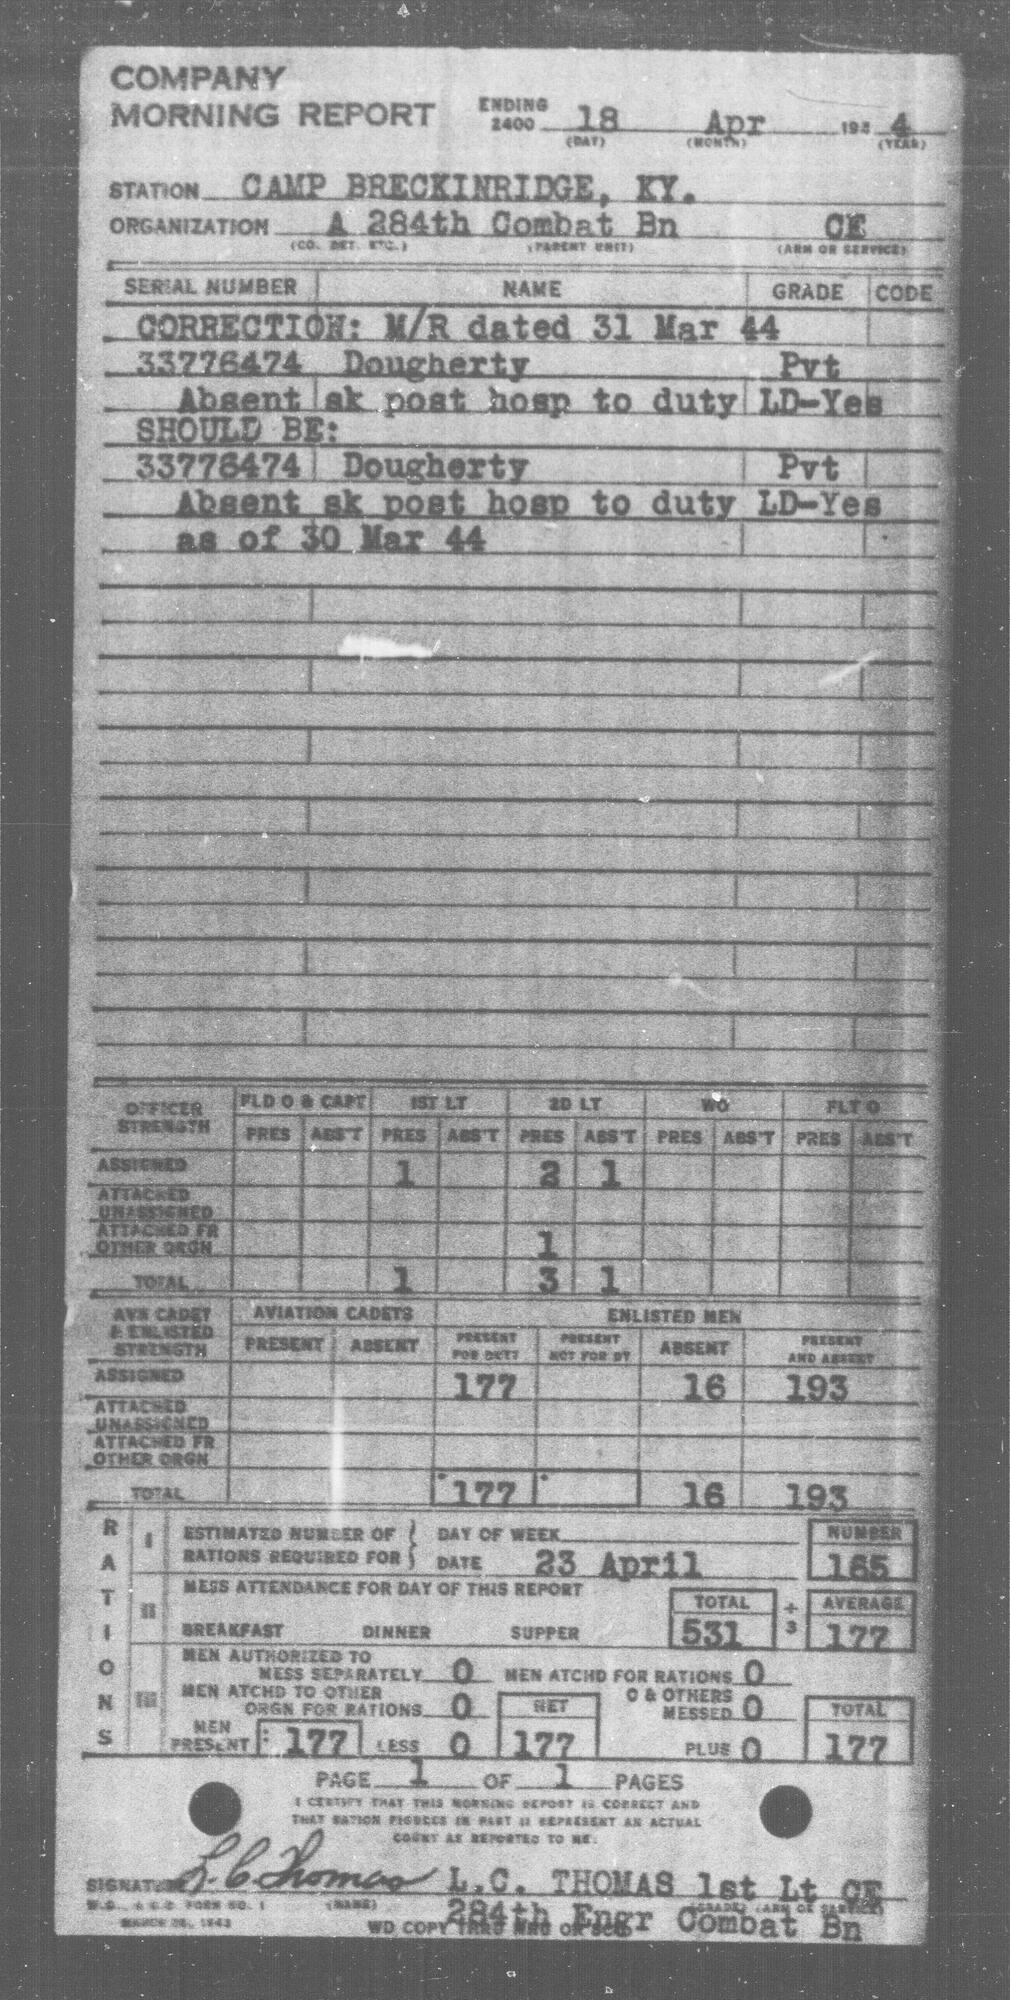 COMPANY
MORNING REPORT ENDING 2400 18 Apr 194 4
(DAY) (MONTH) (YEAR)
STATION CAMP BRECKINRIDGE, KY.
ORGANIZATION A 284th Combat Bn CE
(CO. DET. ETC.) (PARENT UNIT) (ARM OR SERVICE)
SERIAL NUMBER NAME GRADE CODE
CORRECTION: M/R dated 31 Mar 44
33776474 Dougherty Pvt
Absent sk post hosp to duty LD-Yes
SHOULD BE:
33776474 Dougherty Pvt
Absent sk post hosp to duty LD-Yes
as of 30 Mar 44
OFFICER STRENGTH FLD O & CAPT 1ST LT 2D LT WO FLT O
PRES ABS'T PRES ABS'T PRES ABS'T PRES ABS'T PRES ABS'T
ASSIGNED 1 2 1
ATTACHED UNASSIGNED
ATTACHED FR OTHER ORGN 1
TOTAL 1 3 1
AVN CADET & ENLISTED STRENGTH AVIATION CADETS ENLISTED MEN
PRESENT ABSENT PRESENT FOR DUTY PRESENT NOT FOR DY ABSENT PRESENT AND ABSENT
ASSIGNED 177 16 193
ATTACHED UNASSIGNED
ATTACHED FR OTHER ORGN
TOTAL 177 16 193
RATIONS
I ESTIMATED NUMBER OF RATIONS REQUIRED FOR DAY OF WEEK NUMBER
DATE 23 April 165
II MESS ATTENDANCE FOR DAY OF THIS REPORT TOTAL ÷ 3 AVERAGE
BREAKFAST DINNER SUPPER 531 177
III MEN AUTHORIZED TO MESS SEPARATELY 0 MEN ATCHD FOR RATIONS 0
MEN ATCHD TO OTHER ORGN FOR RATIONS 0 NET O & OTHERS MESSED 0 TOTAL
MEN PRESENT 177 LESS 0 177 PLUS 0 177
PAGE 1 OF 1 PAGES
I CERTIFY THAT THIS MORNING REPORT IS CORRECT AND
THAT RATION FIGURES IN PART II REPRESENT AN ACTUAL
COUNT AS REPORTED TO ME.
SIGNATURE L. C. Thomas L.C. THOMAS 1st Lt CE
W.D., A.G.O. FORM NO. 1 (NAME) (GRADE) (ARM OR SERVICE)
284th Engr Combat Bn
MARCH 26, 1943 WD COPY THRU MRU OR